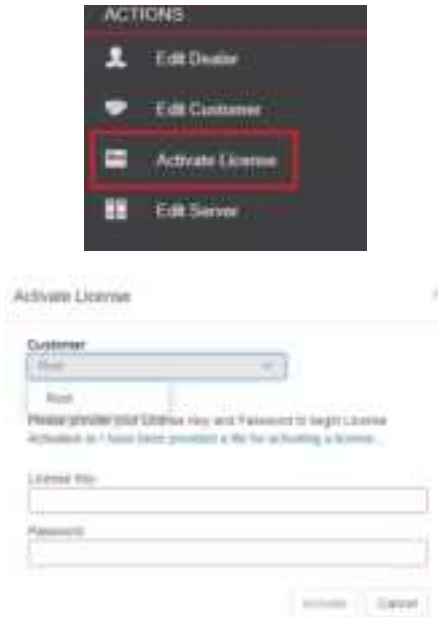 ACTIONS
Edit Dealer
Edit Customer
Activate License
Edit Server
Activate License
Customer
Root
Root
Please provide your License Key and Password to begin License
Activation or I have been provided a file for activating a license...
License Key
Password
Activate
Cancel